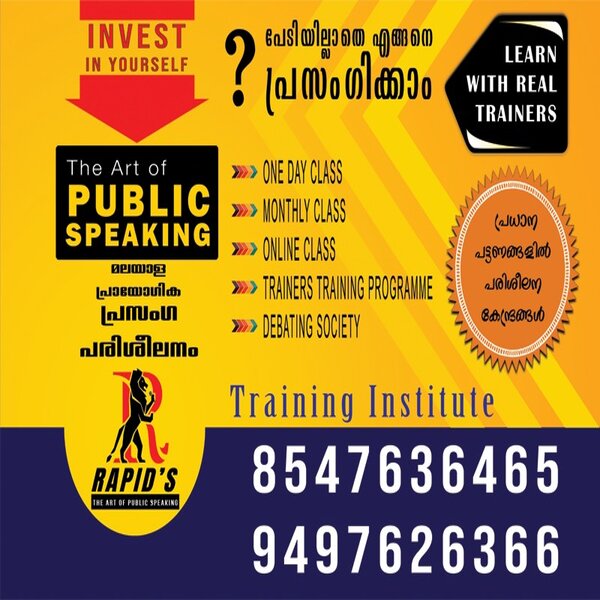 INVEST
IN YOURSELF
?
പേടിയില്ലാതെ എങ്ങനെ
പ്രസംഗിക്കാം
LEARN
WITH REAL
TRAINERS
The Art of
PUBLIC
SPEAKING
മലയാള
പ്രായോഗിക
പ്രസംഗ
പരിശീലനം
ONE DAY CLASS
MONTHLY CLASS
ONLINE CLASS
TRAINERS TRAINING PROGRAMME
DEBATING SOCIETY
പ്രധാന
പട്ടണങ്ങളിൽ
പരിശീലന
കേന്ദ്രങ്ങൾ
R
RAPID'S
THE ART OF PUBLIC SPEAKING
Training Institute
8547636465
9497626366